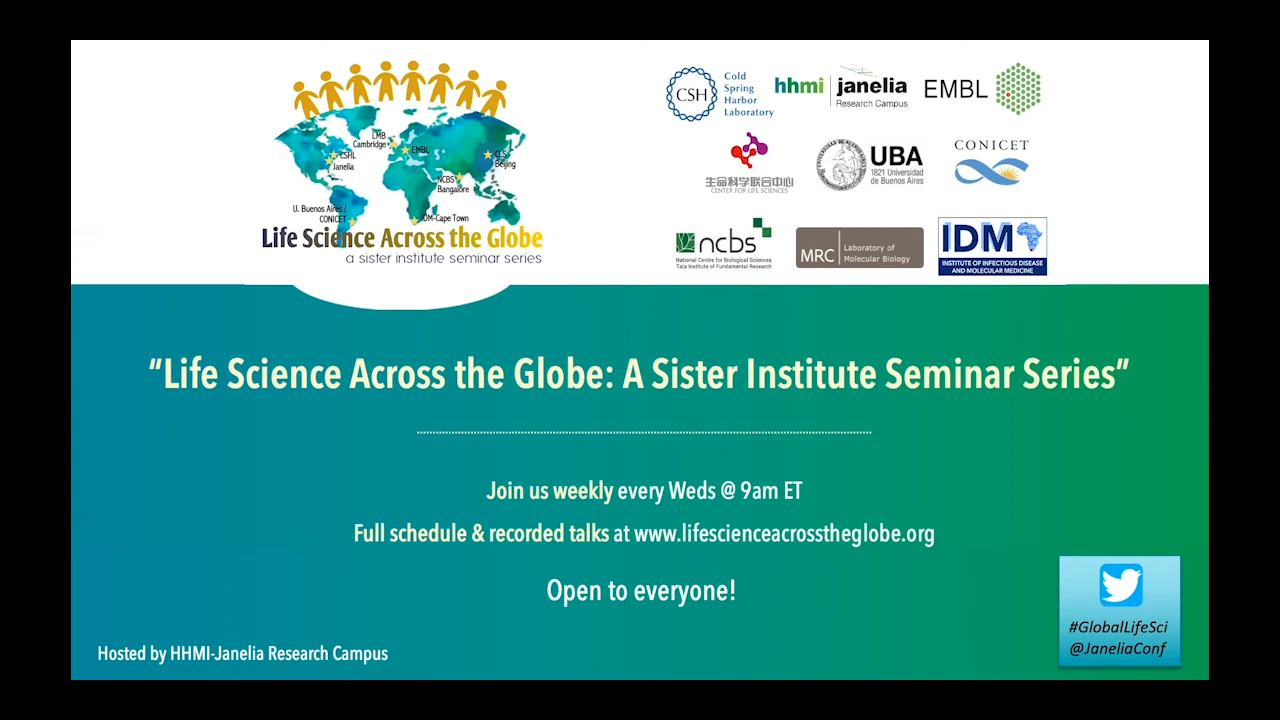 LMB
Cambridge
EMBL
CSHL
Janelia
CLS
Beijing
NCBS
Bangalore
U. Buenos Aires /
CONICET
IDM-Cape Town
Life Science Across the Globe
a sister institute seminar series
CSH
Cold
Spring
Harbor
Laboratory
hhmi janelia
Research Campus
EMBL
生命科学联合中心
CENTER FOR LIFE SCIENCES
UBA
1821 Universidad
de Buenos Aires
CONICET
ncbs
National Centre for Biological Sciences
Tata Institute of Fundamental Research
MRC
Laboratory of
Molecular Biology
IDM
INSTITUTE OF INFECTIOUS DISEASE
AND MOLECULAR MEDICINE
“Life Science Across the Globe: A Sister Institute Seminar Series”
Join us weekly every Weds @ 9am ET
Full schedule & recorded talks at www.lifescienceacrosstheglobe.org
Open to everyone!
#GlobalLifeSci
@JaneliaConf
Hosted by HHMI-Janelia Research Campus